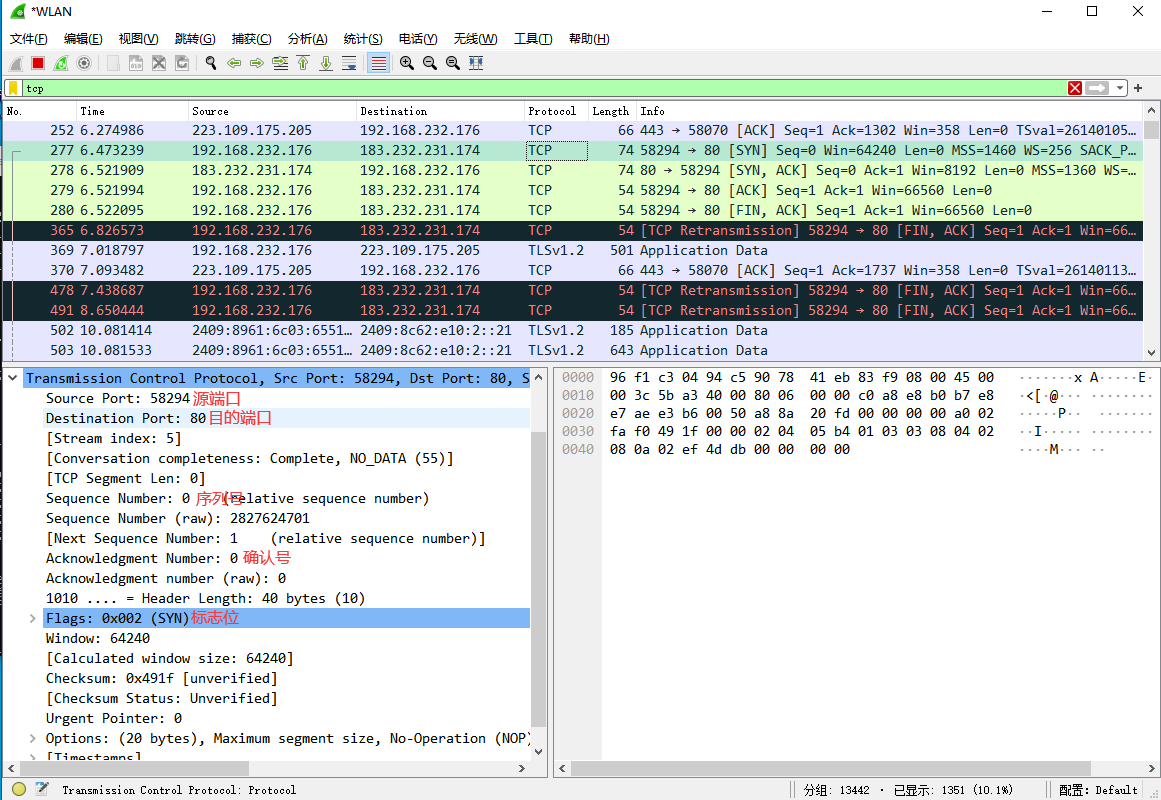 *WLAN
文件(F) 编辑(E) 视图(V) 跳转(G) 捕获(C) 分析(A) 统计(S) 电话(Y) 无线(W) 工具(T) 帮助(H)
tcp
No. Time Source Destination Protocol Length Info
252 6.274986 223.109.175.205 192.168.232.176 TCP 66 443 → 58070 [ACK] Seq=1 Ack=1302 Win=358 Len=0 TSval=26140105…
277 6.473239 192.168.232.176 183.232.231.174 TCP 74 58294 → 80 [SYN] Seq=0 Win=64240 Len=0 MSS=1460 WS=256 SACK_P…
278 6.521909 183.232.231.174 192.168.232.176 TCP 74 80 → 58294 [SYN, ACK] Seq=0 Ack=1 Win=8192 Len=0 MSS=1360 WS=…
279 6.521994 192.168.232.176 183.232.231.174 TCP 54 58294 → 80 [ACK] Seq=1 Ack=1 Win=66560 Len=0
280 6.522095 192.168.232.176 183.232.231.174 TCP 54 58294 → 80 [FIN, ACK] Seq=1 Ack=1 Win=66560 Len=0
365 6.826573 192.168.232.176 183.232.231.174 TCP 54 [TCP Retransmission] 58294 → 80 [FIN, ACK] Seq=1 Ack=1 Win=66…
369 7.018797 192.168.232.176 223.109.175.205 TLSv1.2 501 Application Data
370 7.093482 223.109.175.205 192.168.232.176 TCP 66 443 → 58070 [ACK] Seq=1 Ack=1737 Win=358 Len=0 TSval=26140113…
478 7.438687 192.168.232.176 183.232.231.174 TCP 54 [TCP Retransmission] 58294 → 80 [FIN, ACK] Seq=1 Ack=1 Win=66…
491 8.650444 192.168.232.176 183.232.231.174 TCP 54 [TCP Retransmission] 58294 → 80 [FIN, ACK] Seq=1 Ack=1 Win=66…
502 10.081414 2409:8961:6c03:6551… 2409:8c62:e10:2::21 TLSv1.2 185 Application Data
503 10.081533 2409:8961:6c03:6551… 2409:8c62:e10:2::21 TLSv1.2 643 Application Data
Transmission Control Protocol, Src Port: 58294, Dst Port: 80, S
Source Port: 58294 源端口
Destination Port: 80 目的端口
[Stream index: 5]
[Conversation completeness: Complete, NO_DATA (55)]
[TCP Segment Len: 0]
Sequence Number: 0 序列号 (relative sequence number)
Sequence Number (raw): 2827624701
[Next Sequence Number: 1 (relative sequence number)]
Acknowledgment Number: 0 确认号
Acknowledgment number (raw): 0
1010 .... = Header Length: 40 bytes (10)
Flags: 0x002 (SYN) 标志位
Window: 64240
[Calculated window size: 64240]
Checksum: 0x491f [unverified]
[Checksum Status: Unverified]
Urgent Pointer: 0
Options: (20 bytes), Maximum segment size, No-Operation (NOP)
[Timestamps]
0000 96 f1 c3 04 94 c5 90 78 41 eb 83 f9 08 00 45 00 ·······x A·····E·
0010 00 3c 5b a3 40 00 80 06 00 00 c0 a8 e8 b0 b7 e8 ·<[·@··· ········
0020 e7 ae e3 b6 00 50 a8 8a 20 fd 00 00 00 00 a0 02 ·····P·· ·······
0030 fa f0 49 1f 00 00 02 04 05 b4 01 03 03 08 04 02 ··I····· ········
0040 08 0a 02 ef 4d db 00 00 00 00 ····M··· ··
Transmission Control Protocol: Protocol
分组: 13442 · 已显示: 1351 (10.1%)
配置: Default